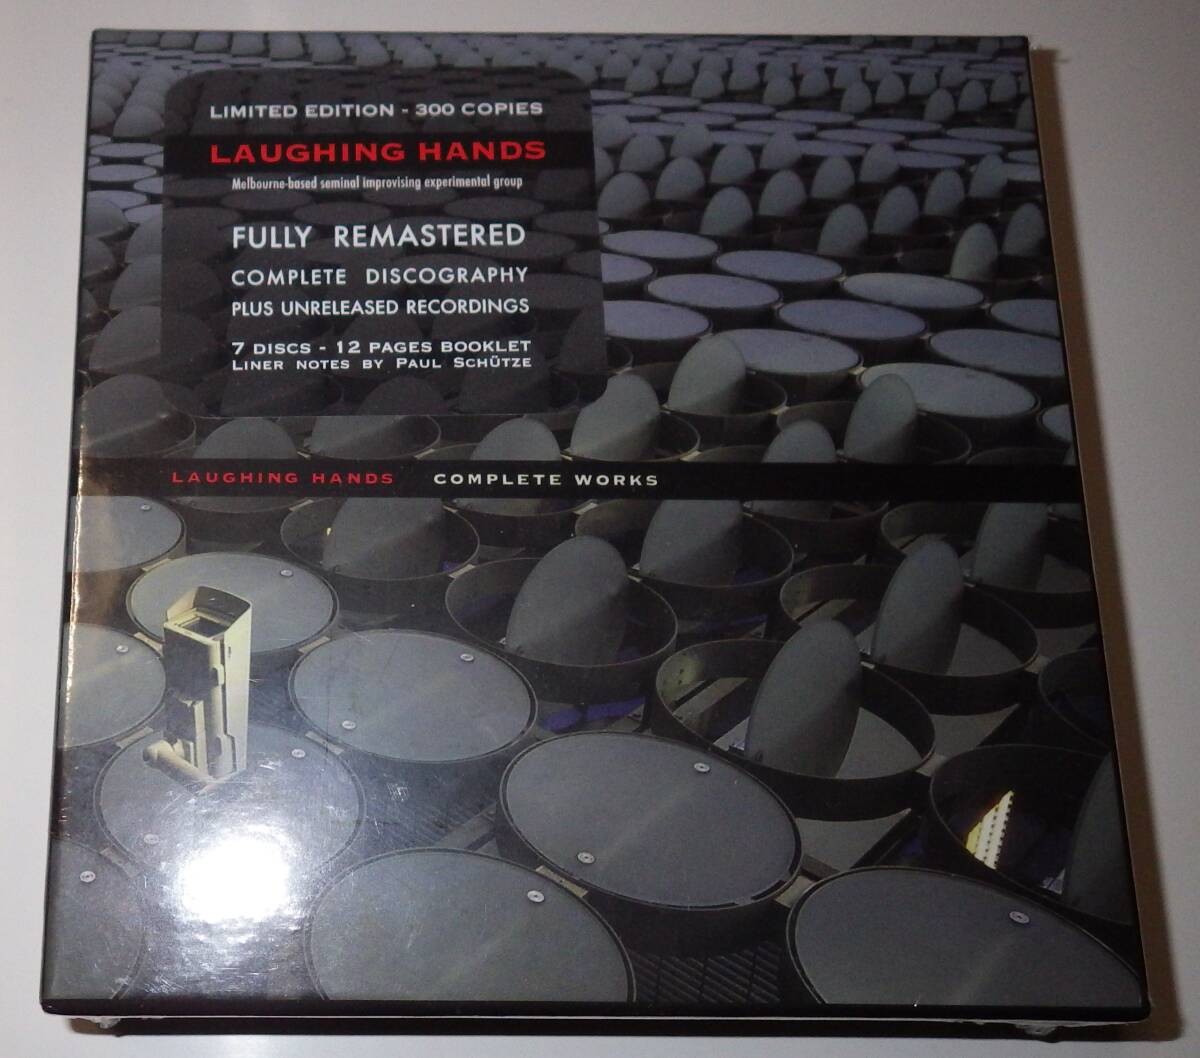 LIMITED EDITION - 300 COPIES
LAUGHING HANDS
Melbourne-based seminal improvising experimental group
FULLY REMASTERED
COMPLETE DISCOGRAPHY
PLUS UNRELEASED RECORDINGS
7 DISCS - 12 PAGES BOOKLET
LINER NOTES BY PAUL SCHÜTZE
LAUGHING HANDS COMPLETE WORKS